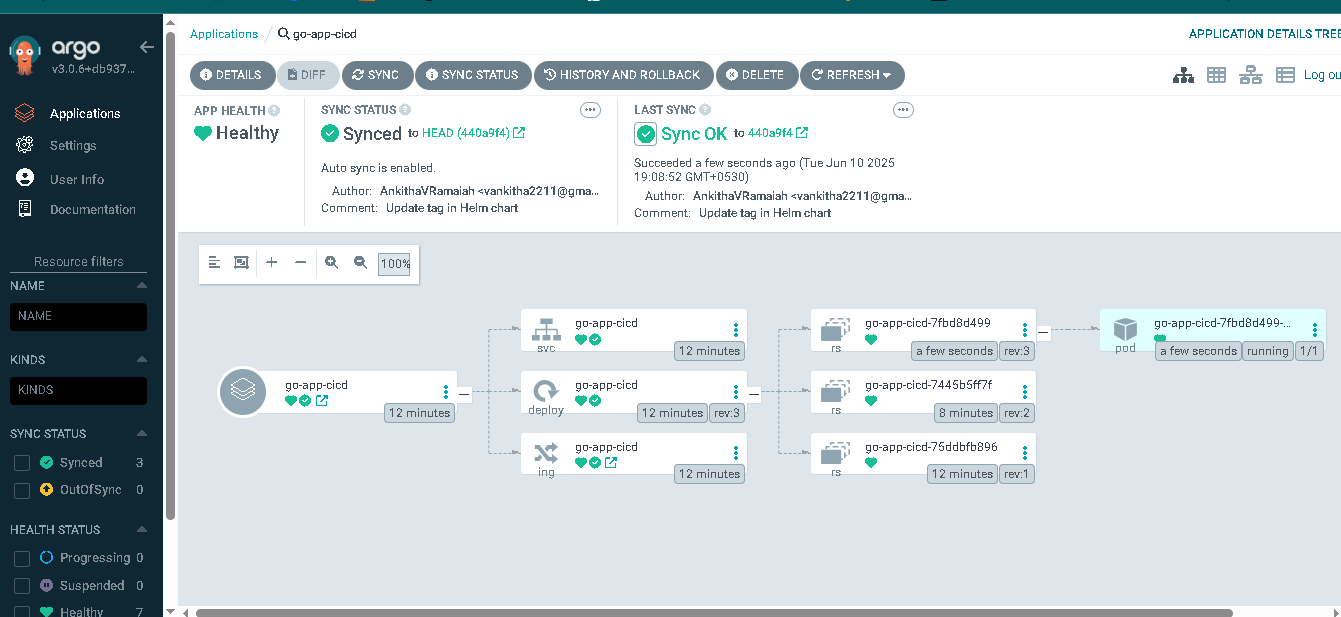 argo
v3.0.6+db937...
Applications
Settings
User Info
Documentation
Resource filters
NAME
NAME
KINDS
KINDS
SYNC STATUS
Synced 3
OutOfSync 0
HEALTH STATUS
Progressing 0
Suspended 0
Healthy 7
Applications / go-app-cicd
APPLICATION DETAILS TREE
DETAILS DIFF SYNC SYNC STATUS HISTORY AND ROLLBACK DELETE REFRESH
Log ou
APP HEALTH
Healthy
SYNC STATUS
Synced to HEAD (440a9f4)
Auto sync is enabled.
Author: AnkithaVRamaiah <vankitha2211@gma...
Comment: Update tag in Helm chart
LAST SYNC
Sync OK to 440a9f4
Succeeded a few seconds ago (Tue Jun 10 2025
19:08:52 GMT+0530)
Author: AnkithaVRamaiah <vankitha2211@gma...
Comment: Update tag in Helm chart
100%
go-app-cicd
12 minutes
svc
go-app-cicd
12 minutes
deploy
go-app-cicd
12 minutes rev:3
ing
go-app-cicd
12 minutes
rs
go-app-cicd-7fbd8d499
a few seconds rev:3
rs
go-app-cicd-7445b5ff7f
8 minutes rev:2
rs
go-app-cicd-75ddbfb896
12 minutes rev:1
pod
go-app-cicd-7fbd8d499-...
a few seconds running 1/1